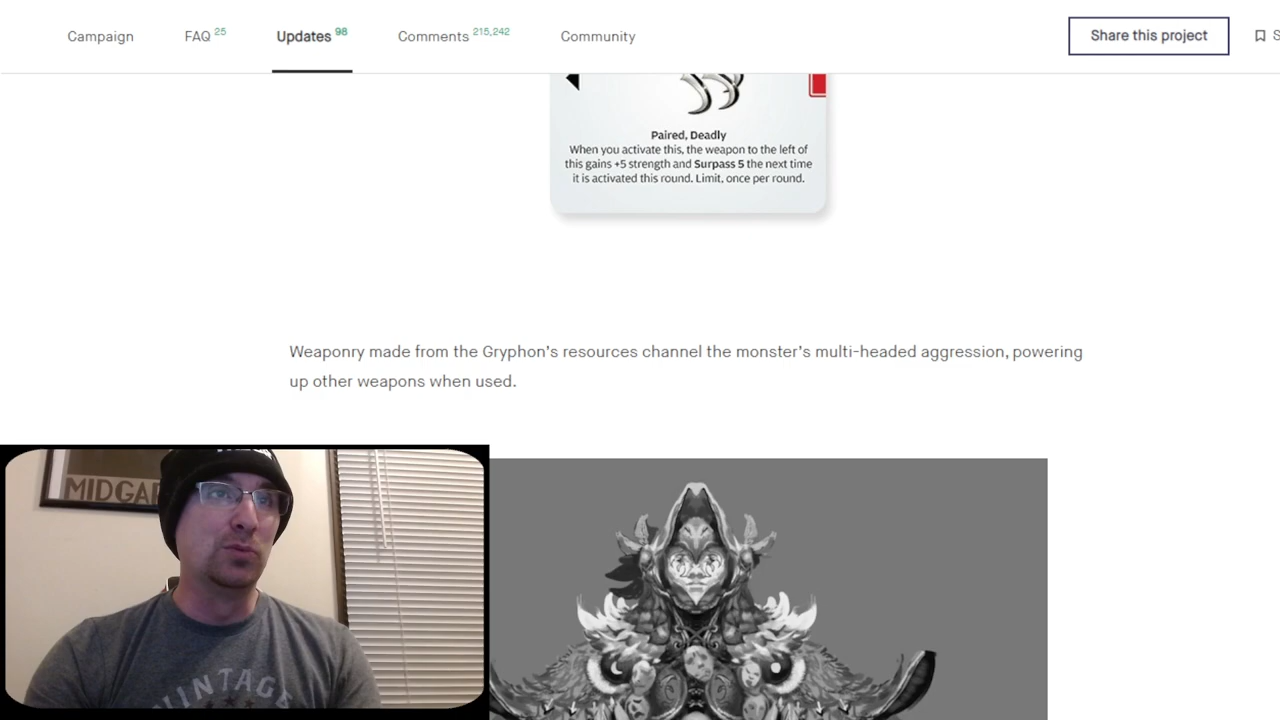 Campaign FAQ 25 Updates 98 Comments 215,242 Community Share this project
Paired, Deadly
When you activate this, the weapon to the left of
this gains +5 strength and Surpass 5 the next time
it is activated this round. Limit, once per round.
Weaponry made from the Gryphon's resources channel the monster's multi-headed aggression, powering
up other weapons when used.
VINTAGE